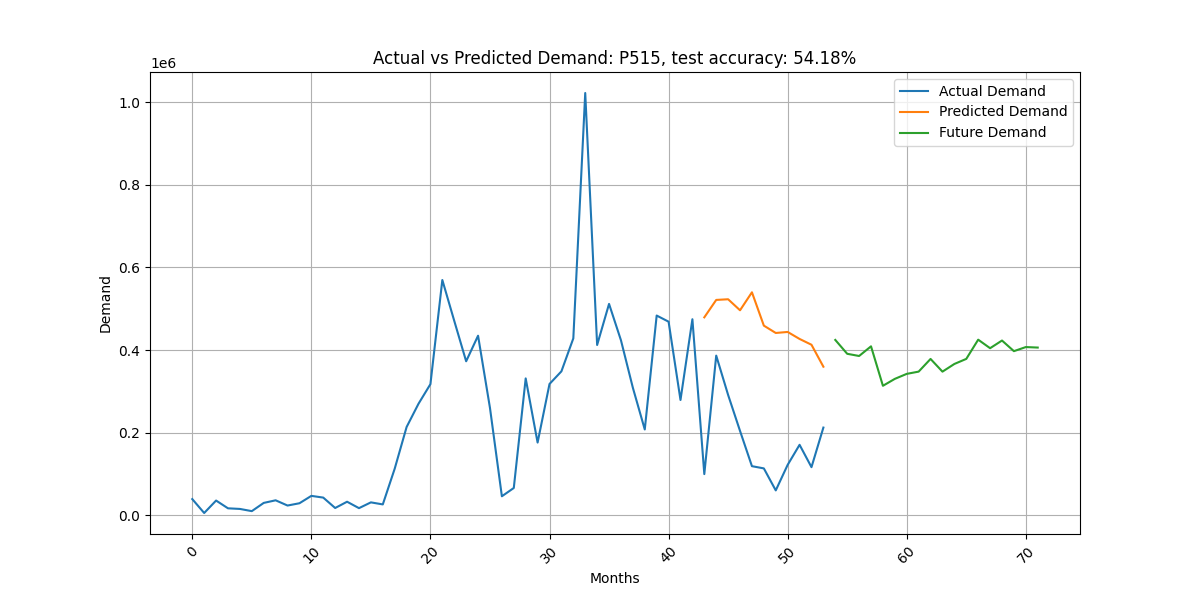 Actual vs Predicted Demand: P515, test accuracy: 54.18%
1e6
Actual Demand
Predicted Demand
Future Demand
1.0
0.8
0.6
0.4
0.2
0.0
Demand
0 10 20 30 40 50 60 70
Months